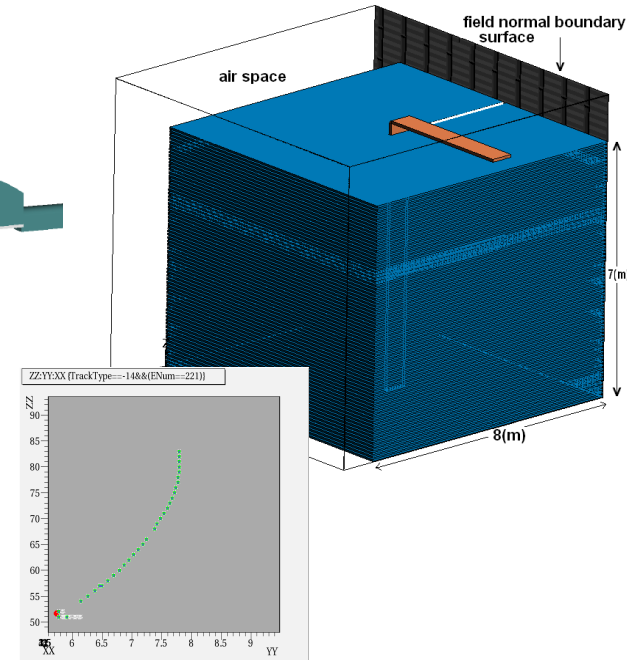 field normal boundary
surface
air space
7(m)
8(m)
ZZ:YY:XX {TrackType==-14&&(ENum==221)}
ZZ
90
85
80
75
70
65
60
55
50
6
6.5
7
7.5
8
8.5
9
XX
YY